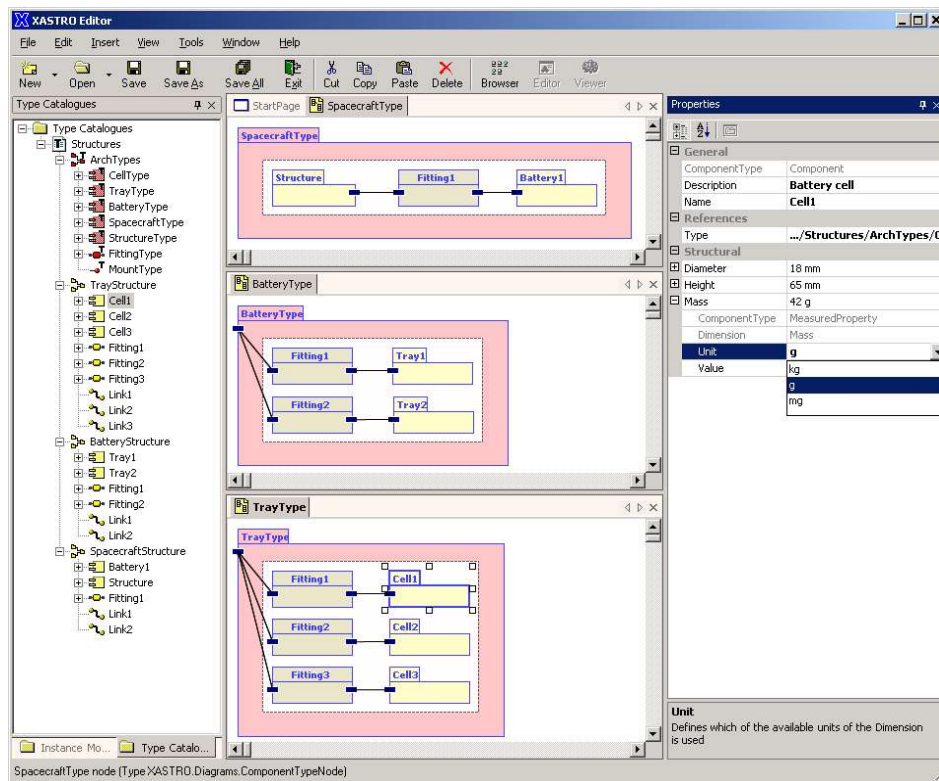 XASTRO Editor
File Edit Insert View Tools Window Help
New Open Save Save As Save All Exit Cut Copy Paste Delete Browser Editor Viewer
Type Catalogues
Type Catalogues
Structures
ArchTypes
CellType
TrayType
BatteryType
SpacecraftType
StructureType
FittingType
MountType
TrayStructure
Cell1
Cell2
Cell3
Fitting1
Fitting2
Fitting3
Link1
Link2
Link3
BatteryStructure
Tray1
Tray2
Fitting1
Fitting2
Link1
Link2
SpacecraftStructure
Battery1
Structure
Fitting1
Link1
Link2
Instance Mo... Type Catalo...
StartPage SpacecraftType
SpacecraftType
Structure Fitting1 Battery1
BatteryType
BatteryType
Fitting1 Tray1
Fitting2 Tray2
TrayType
TrayType
Fitting1 Cell1
Fitting2 Cell2
Fitting3 Cell3
Properties
General
ComponentType Component
Description Battery cell
Name Cell1
References
Type .../Structures/ArchTypes/C
Structural
Diameter 18 mm
Height 65 mm
Mass 42 g
ComponentType MeasuredProperty
Dimension Mass
Unit g
Value
kg
g
mg
Unit
Defines which of the available units of the Dimension
is used
SpacecraftType node (Type XASTRO.Diagrams.ComponentTypeNode)